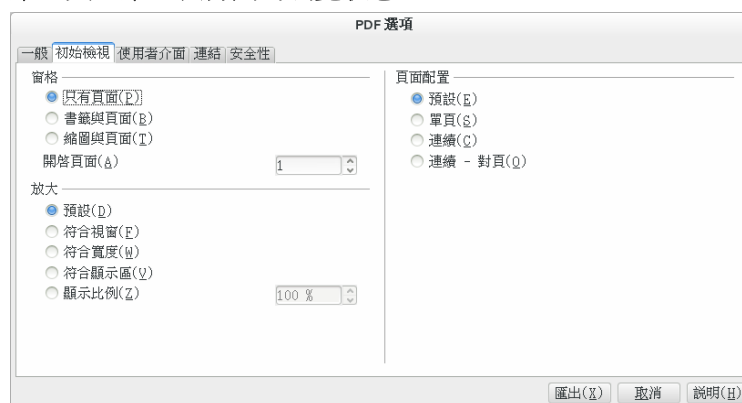 PDF 選項
一般 初始檢視 使用者介面 連結 安全性
窗格
只有頁面(P)
書籤與頁面(B)
縮圖與頁面(T)
開啓頁面(A) 1
放大
預設(D)
符合視窗(F)
符合寬度(W)
符合顯示區(V)
顯示比例(Z) 100 %
頁面配置
預設(E)
單頁(S)
連續(C)
連續 - 對頁(O)
匯出(X) 取消 説明(H)